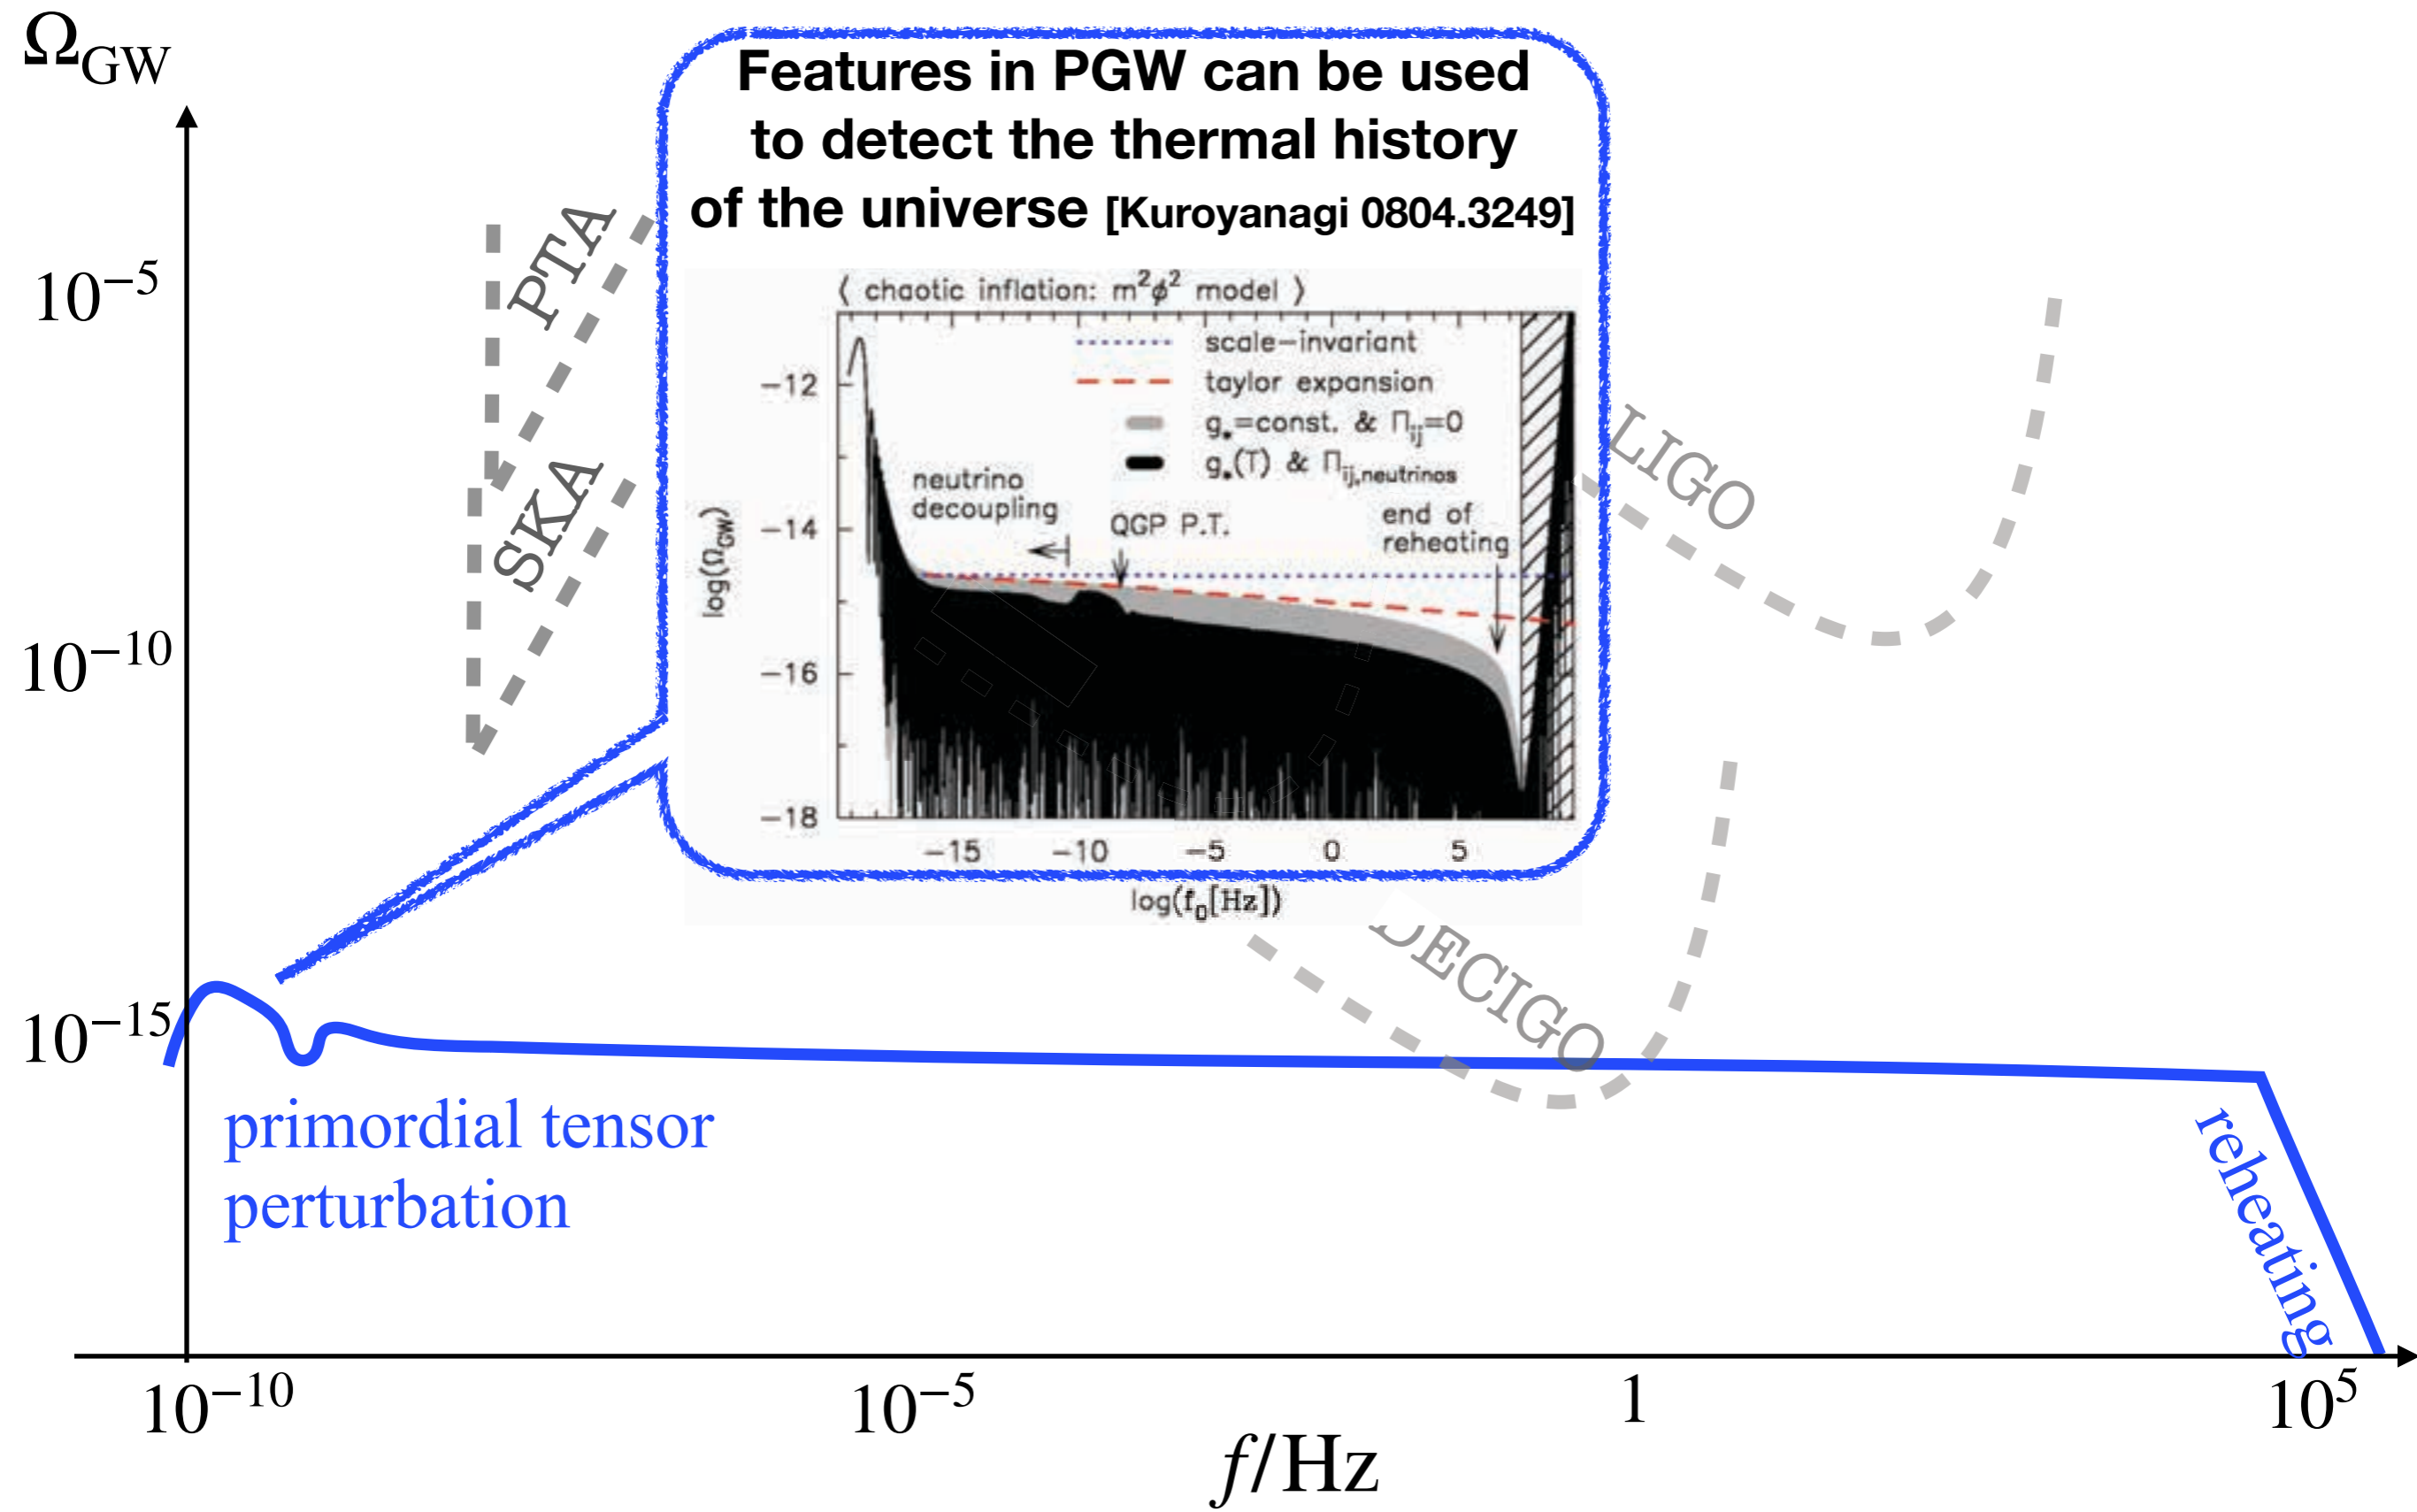 Ω_GW
Features in PGW can be used
to detect the thermal history
of the universe [Kuroyanagi 0804.3249]
10⁻⁵
10⁻¹⁰
10⁻¹⁵
PTA
SKA
LIGO
DECIGO
⟨ chaotic inflation: m²ϕ² model ⟩
scale-invariant
taylor expansion
g*=const. & Π_ij=0
g*(T) & Π_ij,neutrinos
neutrino
decoupling
QGP P.T.
end of
reheating
log(Ω_GW)
−12
−14
−16
−18
−15 −10 −5 0 5
log(f₀[Hz])
primordial tensor
perturbation
reheating
10⁻¹⁰ 10⁻⁵ 1 10⁵
f/Hz